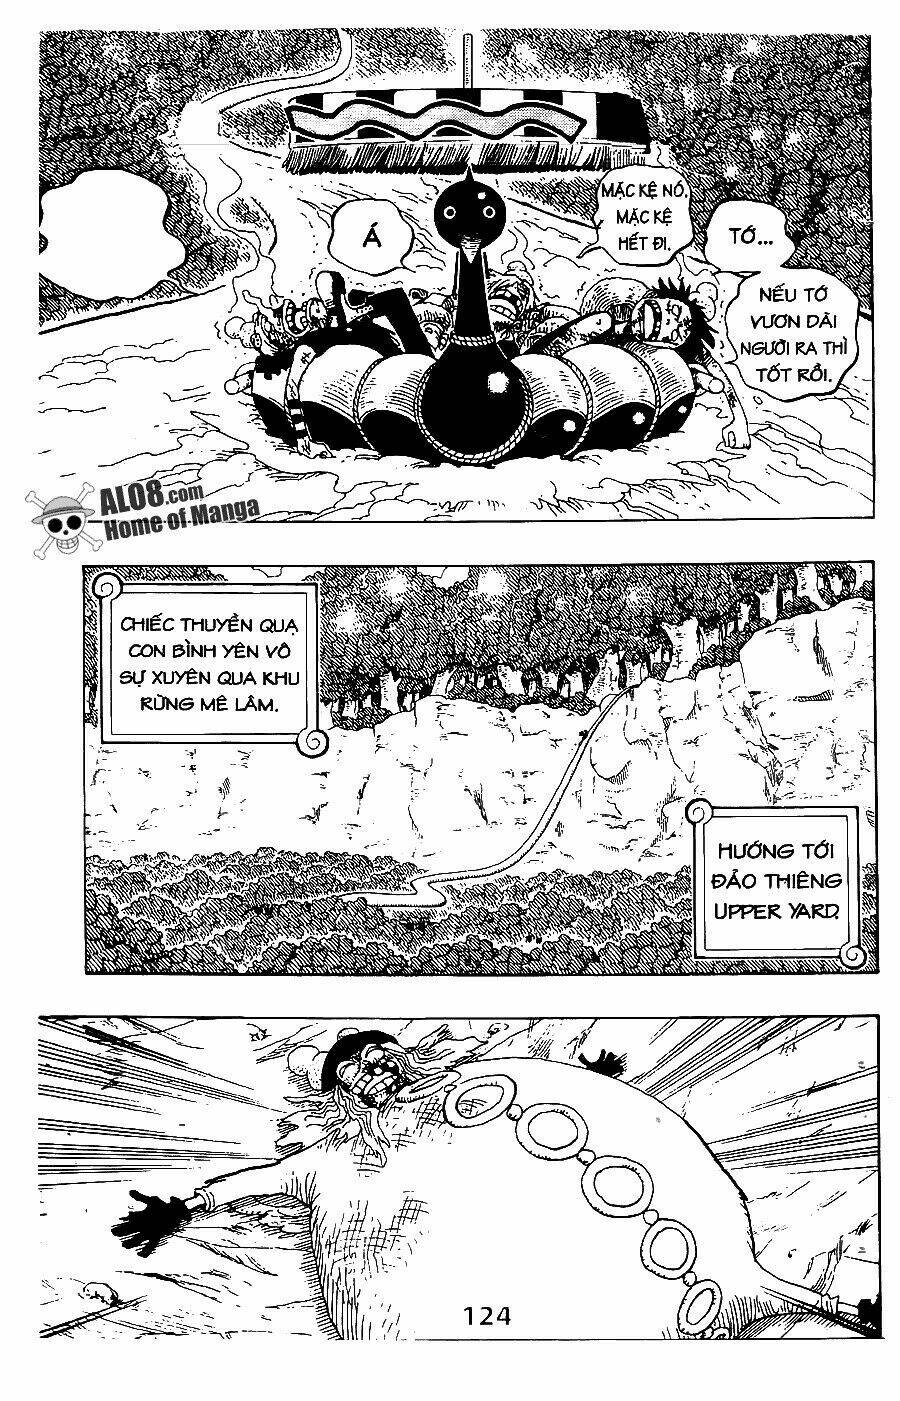 Á
MẶC KỆ NÓ,
MẶC KỆ
HẾT ĐI.
TỚ...
NẾU TỚ
VƯƠN DÀI
NGƯỜI RA THÌ
TỐT RỒI.
ALO8.com
Home of Manga
CHIẾC THUYỀN QUẠ
CON BÌNH YÊN VÔ
SỰ XUYÊN QUA KHU
RỪNG MÊ LÂM.
HƯỚNG TỚI
ĐẢO THIÊNG
UPPER YARD.
124